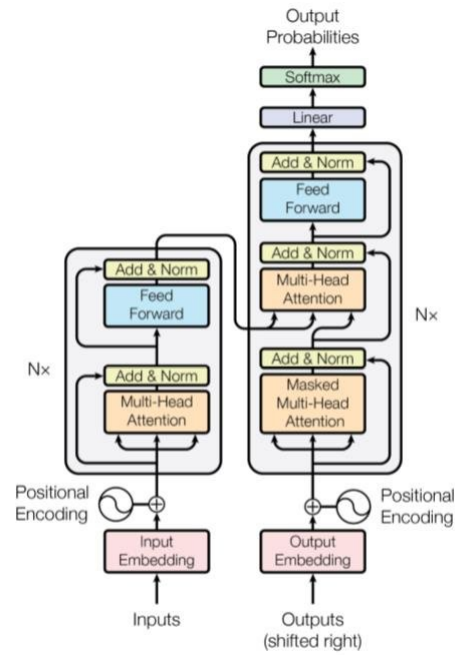 Output
Probabilities
Softmax
Linear
Add & Norm
Feed
Forward
Add & Norm
Multi-Head
Attention
Add & Norm
Masked
Multi-Head
Attention
Nx
Positional
Encoding
Output
Embedding
Outputs
(shifted right)
Add & Norm
Feed
Forward
Add & Norm
Multi-Head
Attention
Nx
Positional
Encoding
Input
Embedding
Inputs